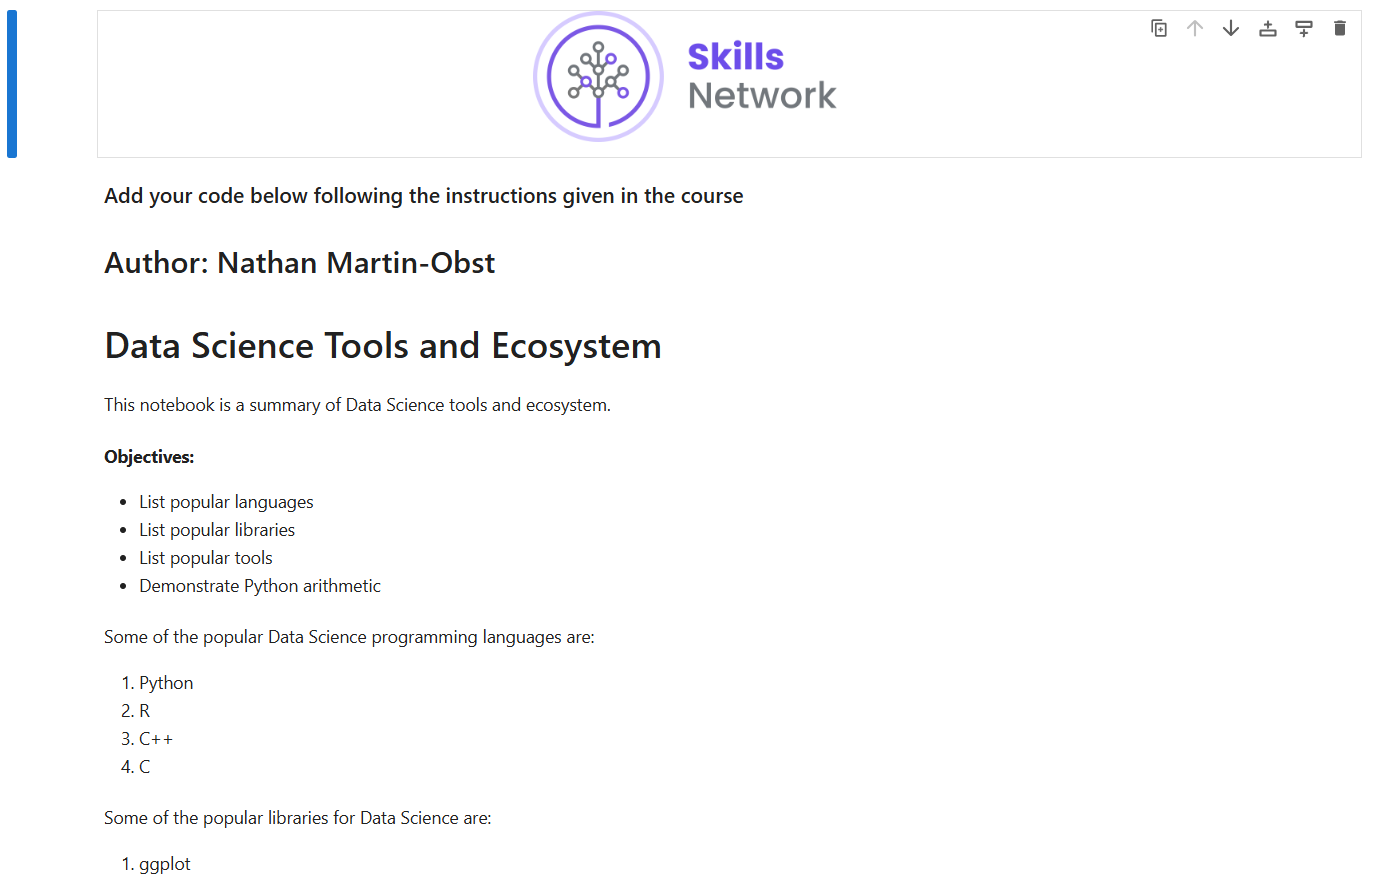 Skills
Network
Add your code below following the instructions given in the course
Author: Nathan Martin-Obst
Data Science Tools and Ecosystem
This notebook is a summary of Data Science tools and ecosystem.
Objectives:
• List popular languages
• List popular libraries
• List popular tools
• Demonstrate Python arithmetic
Some of the popular Data Science programming languages are:
1. Python
2. R
3. C++
4. C
Some of the popular libraries for Data Science are:
1. ggplot